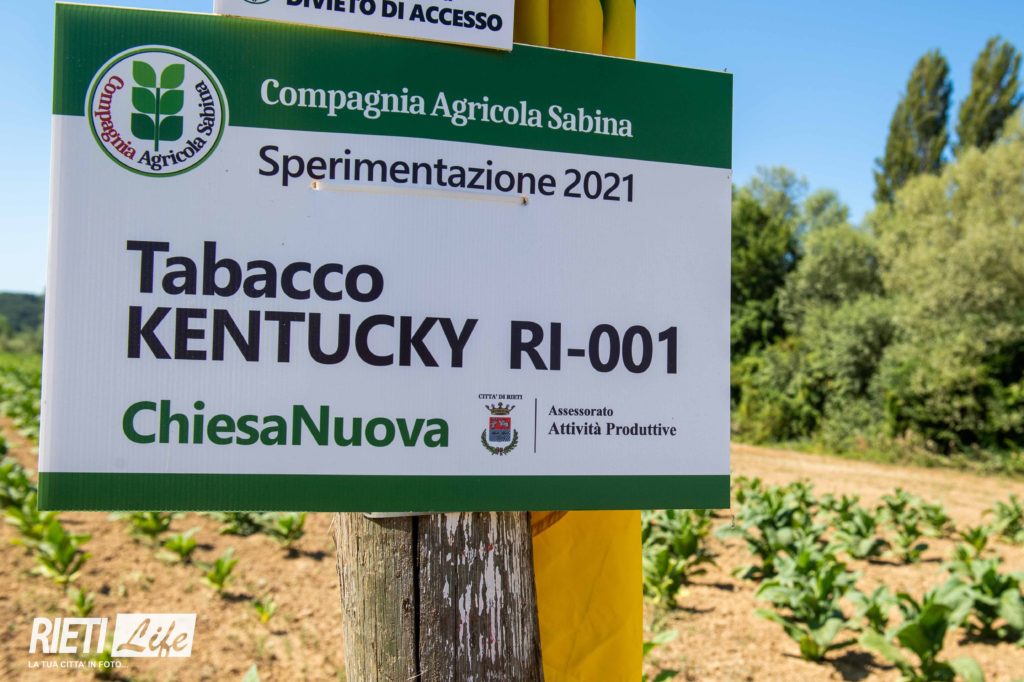 DIVIETO DI ACCESSO
Compagnia Agricola Sabina
Compagnia Agricola Sabina
Sperimentazione 2021
Tabacco
KENTUCKY RI-001
ChiesaNuova
CITTA' DI RIETI
Assessorato
Attività Produttive
RIETI Life
LA TUA CITTÀ IN FOTO...